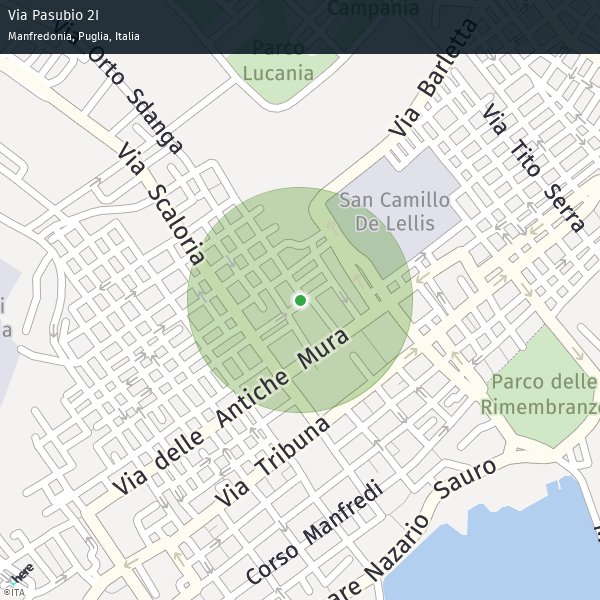 Via Pasubio 2I
Manfredonia, Puglia, Italia
Campania
Parco
Lucania
Via Orto Sdanga
Via Barletta
Via Tito Serra
Via Scaloria
San Camillo
De Lellis
Via delle Antiche Mura
Parco delle
Rimembranze
Via Tribuna
Sauro
Corso Manfredi
are Nazario
here
©ITA